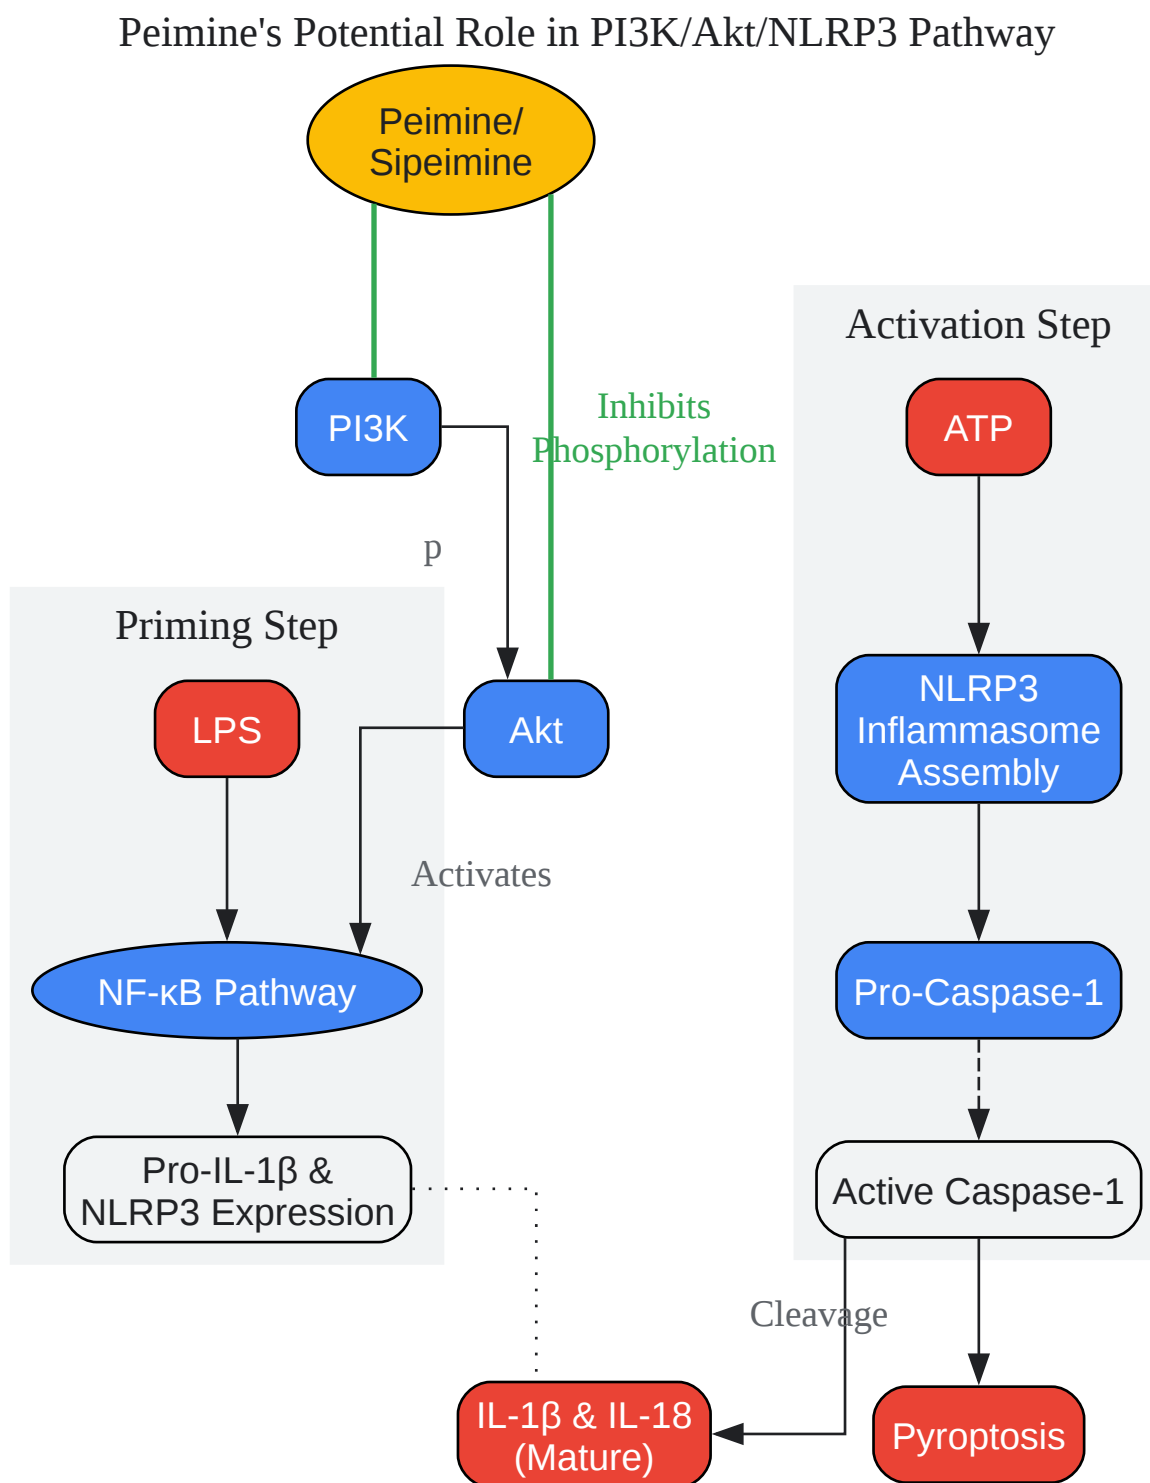 Peimine's Potential Role in PI3K/Akt/NLRP3 Pathway
Peimine/
Sipeimine
Activation Step
Inhibits
Phosphorylation
PI3K
ATP
p
Priming Step
LPS
Akt
NLRP3
Inflammasome
Assembly
Activates
NF-κB Pathway
Pro-Caspase-1
Pro-IL-1β &
NLRP3 Expression
Active Caspase-1
Cleavage
IL-1β & IL-18
(Mature)
Pyroptosis